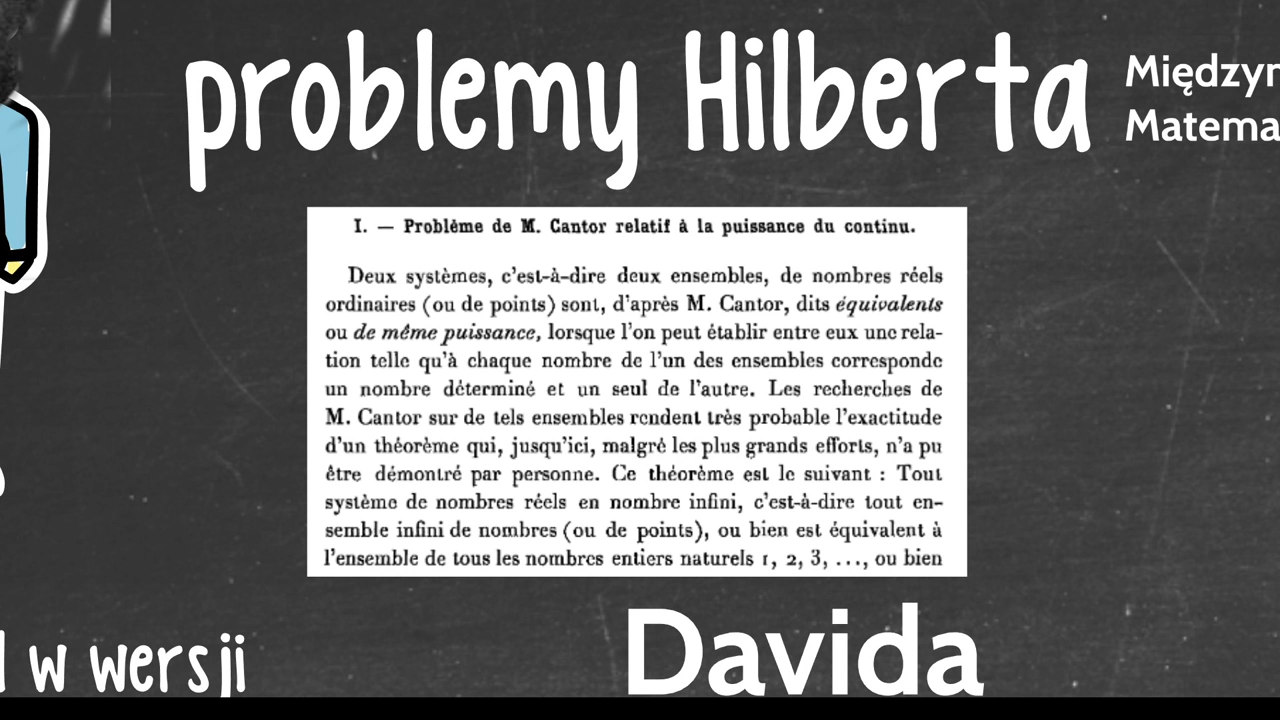 problemy Hilberta
Międzyn
Matema
I. — Problème de M. Cantor relatif à la puissance du continu.
Deux systèmes, c'est-à-dire deux ensembles, de nombres réels
ordinaires (ou de points) sont, d'après M. Cantor, dits équivalents
ou de même puissance, lorsque l'on peut établir entre eux une rela-
tion telle qu'à chaque nombre de l'un des ensembles corresponde
un nombre déterminé et un seul de l'autre. Les recherches de
M. Cantor sur de tels ensembles rendent très probable l'exactitude
d'un théorème qui, jusqu'ici, malgré les plus grands efforts, n'a pu
être démontré par personne. Ce théorème est le suivant : Tout
système de nombres réels en nombre infini, c'est-à-dire tout en-
semble infini de nombres (ou de points), ou bien est équivalent à
l'ensemble de tous les nombres entiers naturels 1, 2, 3, ..., ou bien
w wersji
Davida